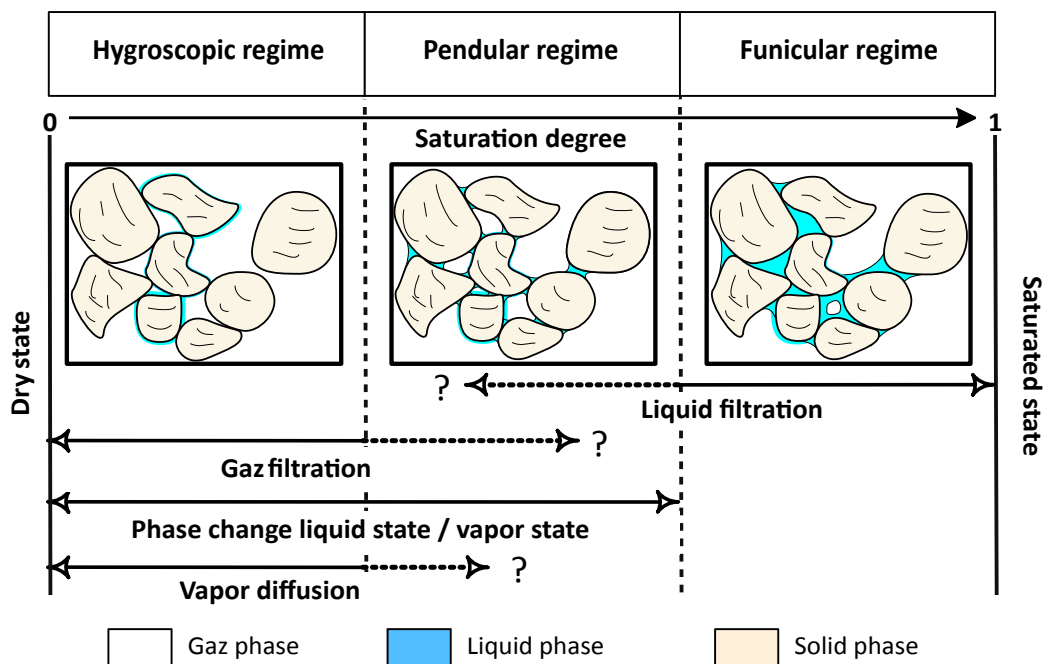 Hygroscopic regime
Pendular regime
Funicular regime
0
1
Saturation degree
Dry state
Saturated state
?
Liquid filtration
?
Gaz filtration
Phase change liquid state / vapor state
?
Vapor diffusion
Gaz phase
Liquid phase
Solid phase